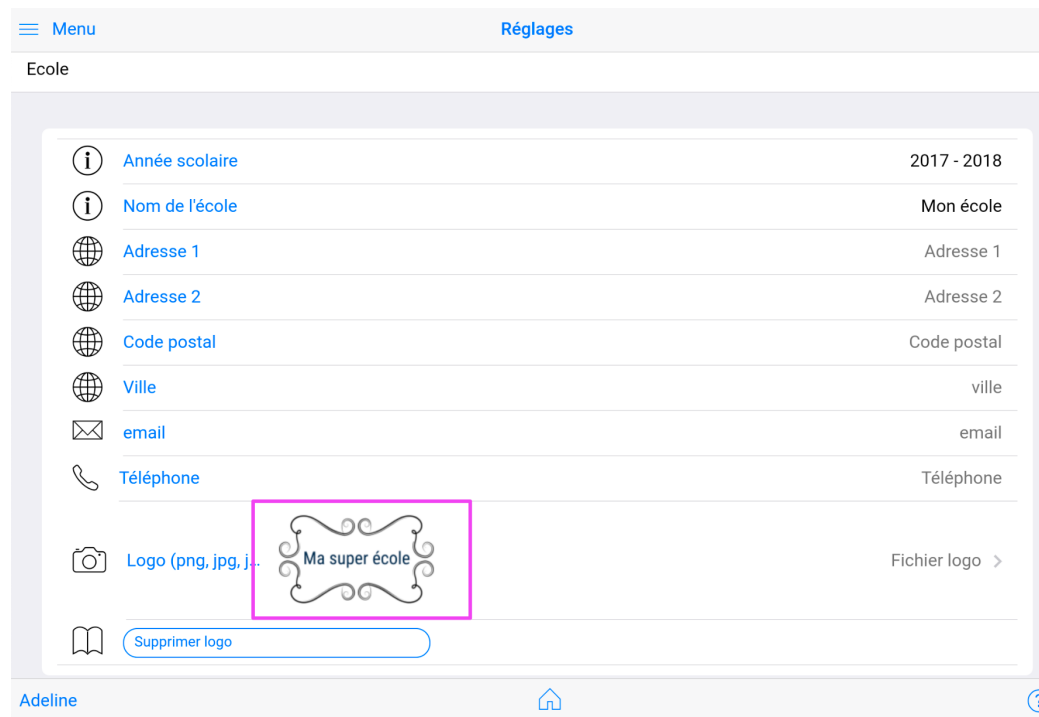 Menu Réglages
Ecole
Année scolaire 2017 - 2018
Nom de l'école Mon école
Adresse 1 Adresse 1
Adresse 2 Adresse 2
Code postal Code postal
Ville ville
email email
Téléphone Téléphone
Logo (png, jpg, j... Ma super école Fichier logo
Supprimer logo
Adeline ?